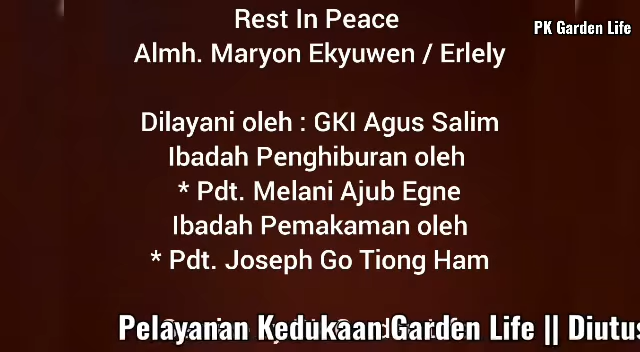 Rest In Peace
PK Garden Life
Almh. Maryon Ekyuwen / Erlely
Dilayani oleh : GKI Agus Salim
Ibadah Penghiburan oleh
* Pdt. Melani Ajub Egne
Ibadah Pemakaman oleh
* Pdt. Joseph Go Tiong Ham
Pelayanan Kedukaan Garden Life || Diutus